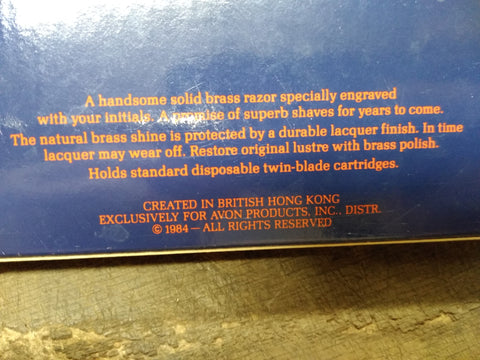 A handsome solid brass razor specially engraved
with your initials. A promise of superb shaves for years to come.
The natural brass shine is protected by a durable lacquer finish. In time
lacquer may wear off. Restore original lustre with brass polish.
Holds standard disposable twin-blade cartridges.
CREATED IN BRITISH HONG KONG
EXCLUSIVELY FOR AVON PRODUCTS, INC., DISTR.
© 1984 — ALL RIGHTS RESERVED